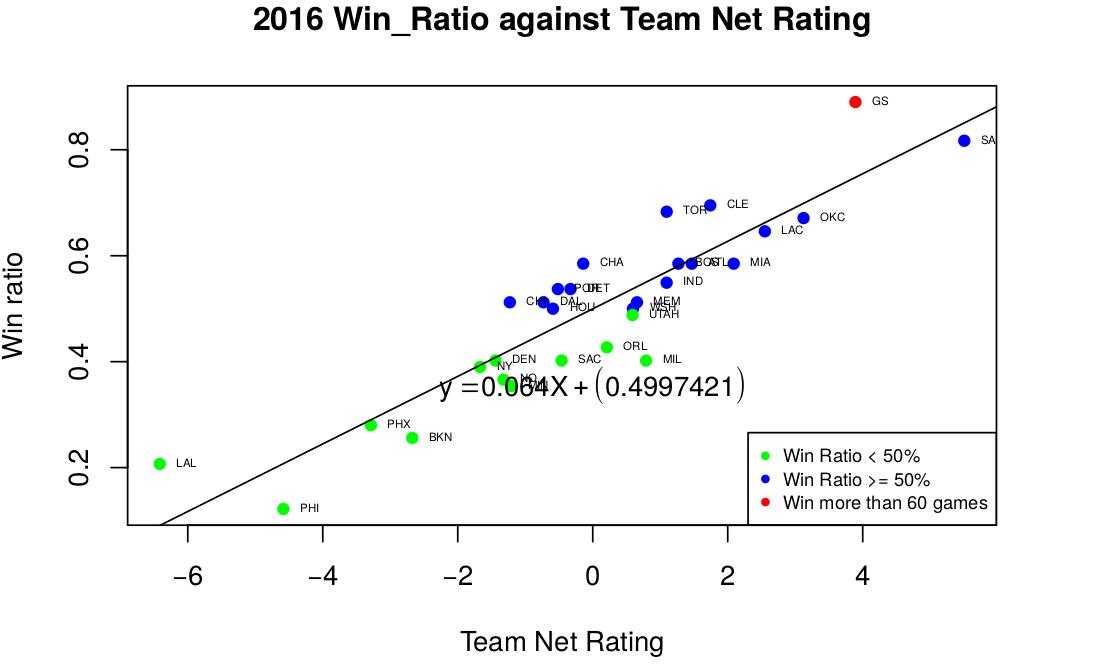 2016 Win_Ratio against Team Net Rating
Win ratio
0.8
0.6
0.4
0.2
GS
SA
CLE
TOR
OKC
LAC
CHA
BOS
ATL
MIA
IND
POR
DET
CHI
DAL
MEM
HOU
WSH
UTAH
ORL
DEN
SAC
MIL
NY
NO
y = 0.064X + (0.4997421)
PHX
BKN
LAL
PHI
Win Ratio < 50%
Win Ratio >= 50%
Win more than 60 games
−6
−4
−2
0
2
4
Team Net Rating